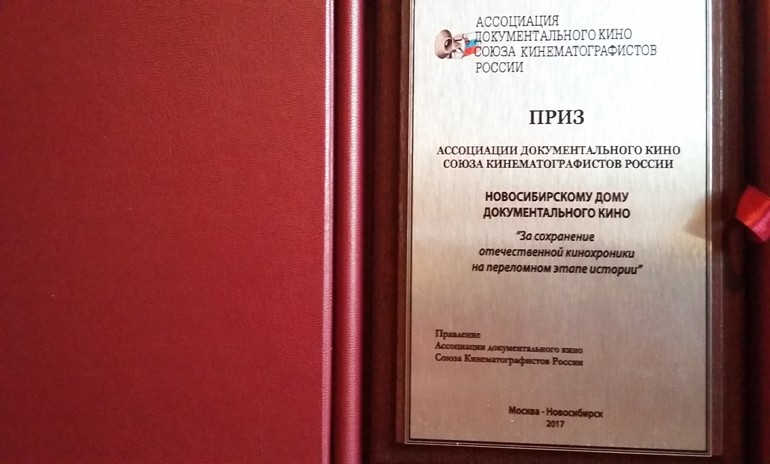 АССОЦИАЦИЯ
ДОКУМЕНТАЛЬНОГО КИНО
СОЮЗА КИНЕМАТОГРАФИСТОВ
РОССИИ
ПРИЗ
АССОЦИАЦИИ ДОКУМЕНТАЛЬНОГО КИНО
СОЮЗА КИНЕМАТОГРАФИСТОВ РОССИИ
НОВОСИБИРСКОМУ ДОМУ
ДОКУМЕНТАЛЬНОГО КИНО
"За сохранение
отечественной кинохроники
на переломном этапе истории"
Правление
Ассоциации документального кино
Союза Кинематографистов России
Москва - Новосибирск
2017